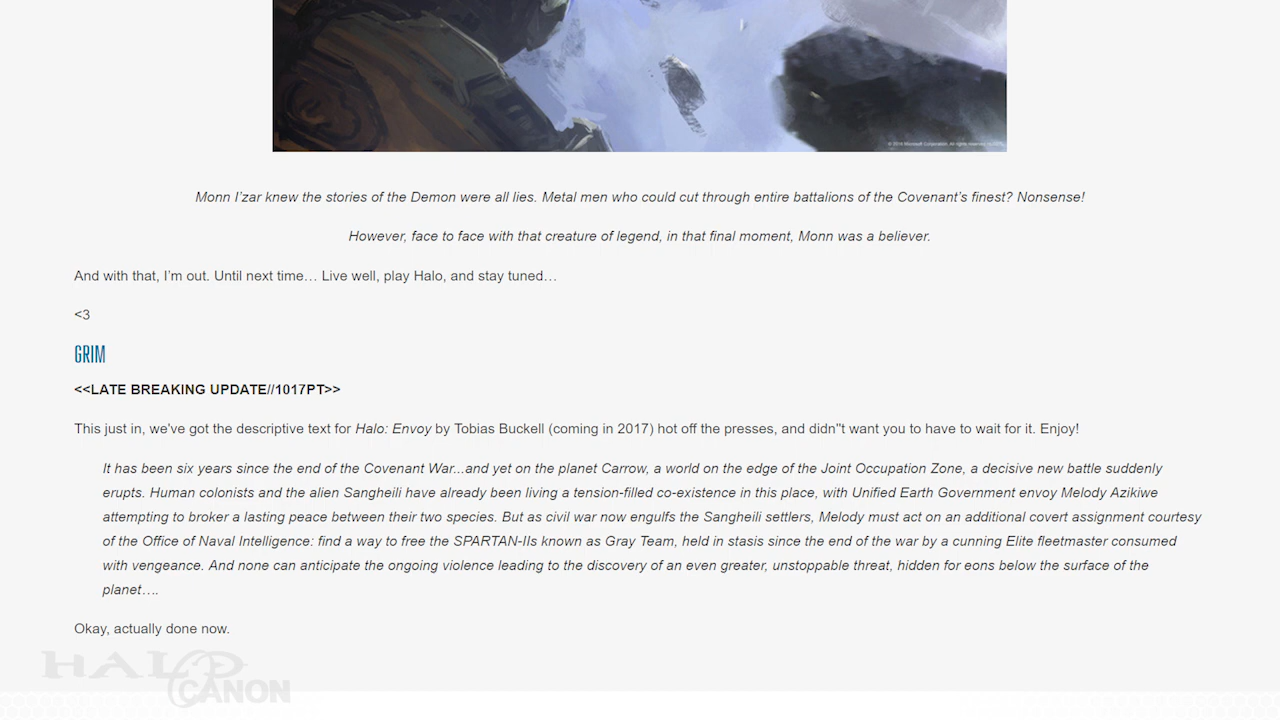 © 2016 Microsoft Corporation. All rights reserved.
Monn I’zar knew the stories of the Demon were all lies. Metal men who could cut through entire battalions of the Covenant’s finest? Nonsense!
However, face to face with that creature of legend, in that final moment, Monn was a believer.
And with that, I’m out. Until next time… Live well, play Halo, and stay tuned…
<3
GRIM
<<LATE BREAKING UPDATE//1017PT>>
This just in, we've got the descriptive text for Halo: Envoy by Tobias Buckell (coming in 2017) hot off the presses, and didn''t want you to have to wait for it. Enjoy!
It has been six years since the end of the Covenant War...and yet on the planet Carrow, a world on the edge of the Joint Occupation Zone, a decisive new battle suddenly
erupts. Human colonists and the alien Sangheili have already been living a tension-filled co-existence in this place, with Unified Earth Government envoy Melody Azikiwe
attempting to broker a lasting peace between their two species. But as civil war now engulfs the Sangheili settlers, Melody must act on an additional covert assignment courtesy
of the Office of Naval Intelligence: find a way to free the SPARTAN-IIs known as Gray Team, held in stasis since the end of the war by a cunning Elite fleetmaster consumed
with vengeance. And none can anticipate the ongoing violence leading to the discovery of an even greater, unstoppable threat, hidden for eons below the surface of the
planet….
Okay, actually done now.
HALO
CANON